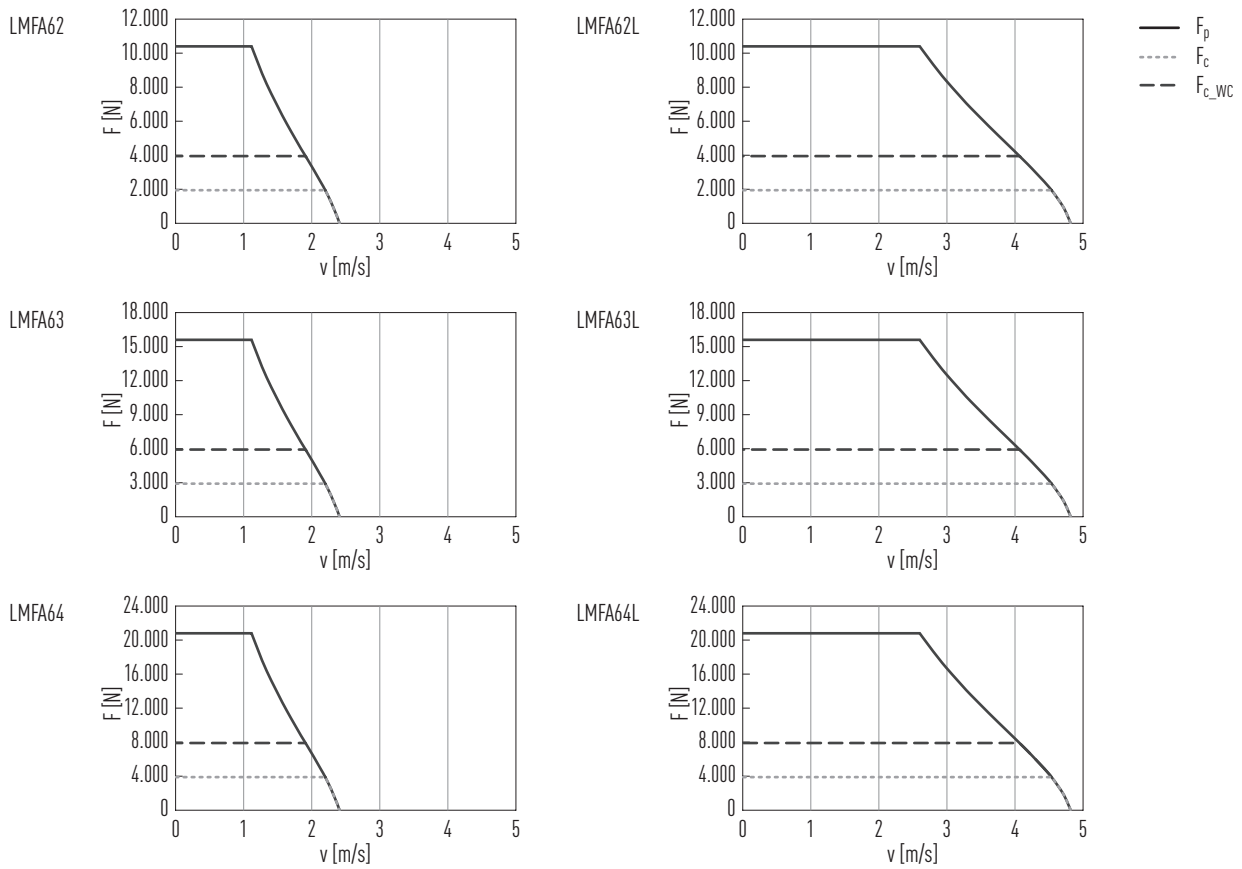 LMFA62
12.000
10.000
8.000
6.000
4.000
2.000
0
F [N]
0 1 2 3 4 5
v [m/s]
LMFA62L
12.000
10.000
8.000
6.000
4.000
2.000
0
F [N]
0 1 2 3 4 5
v [m/s]
Fp
Fc
Fc_WC
LMFA63
18.000
15.000
12.000
9.000
6.000
3.000
0
F [N]
0 1 2 3 4 5
v [m/s]
LMFA63L
18.000
15.000
12.000
9.000
6.000
3.000
0
F [N]
0 1 2 3 4 5
v [m/s]
LMFA64
24.000
20.000
16.000
12.000
8.000
4.000
0
F [N]
0 1 2 3 4 5
v [m/s]
LMFA64L
24.000
20.000
16.000
12.000
8.000
4.000
0
F [N]
0 1 2 3 4 5
v [m/s]